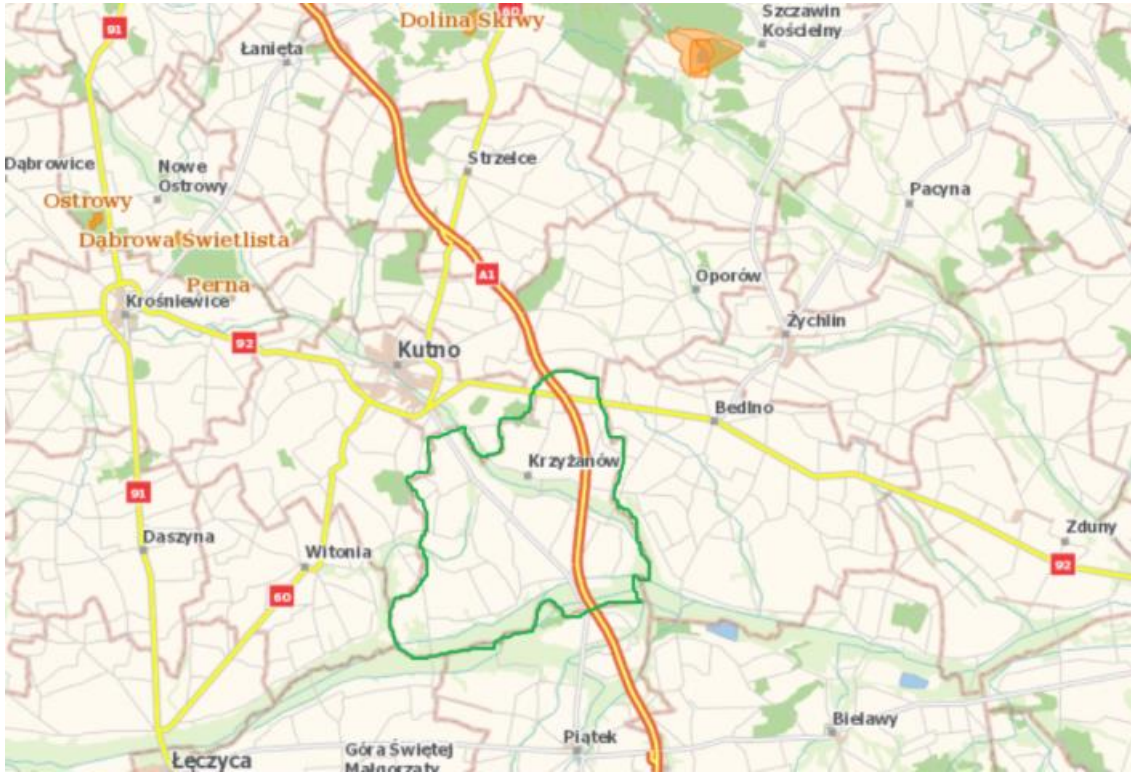 91
60
Dolina Skrwy
Szczawin
Kościelny
Łanięta
Strzelce
Dąbrowice
Nowe
Ostrowy
Pacyna
Ostrowy
Dąbrowa Świetlista
A1
Oporów
Perna
Krośniewice
Żychlin
92
Kutno
Bedlno
Krzyżanów
91
Daszyna
Witonia
Zduny
92
60
Bielawy
Piątek
Góra Świętej
Małgorzaty
Łęczyca